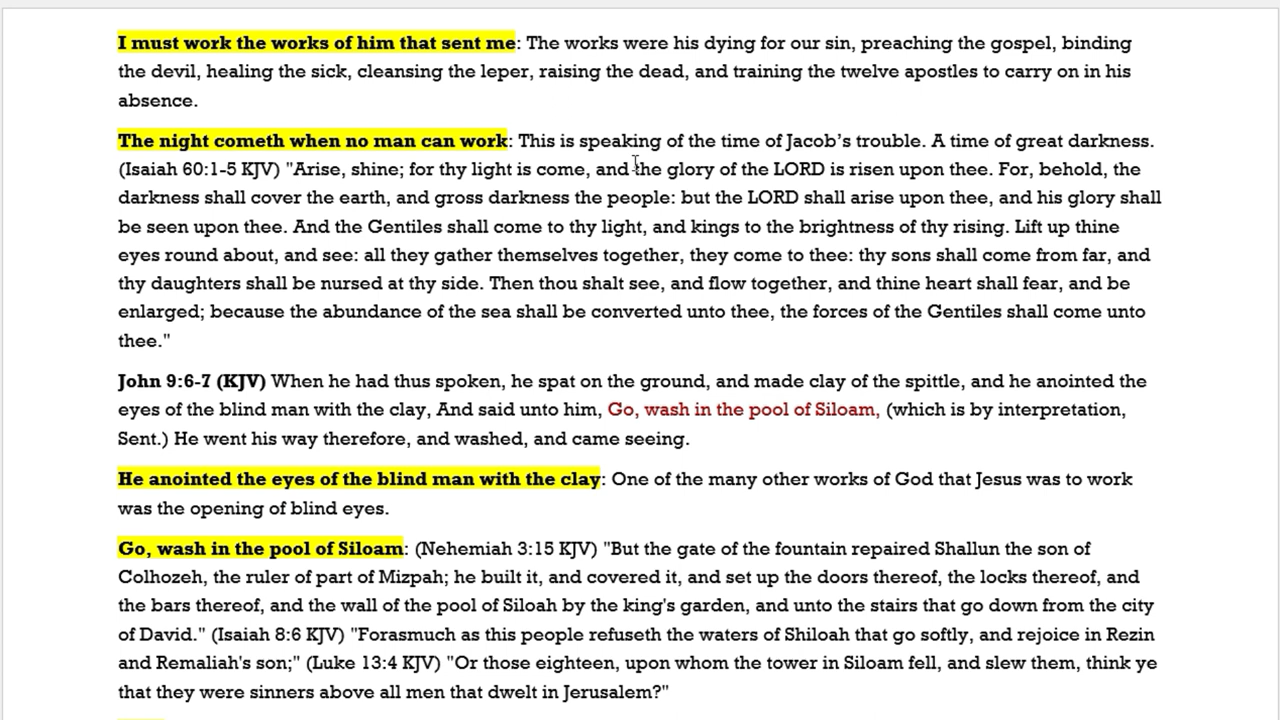 I must work the works of him that sent me: The works were his dying for our sin, preaching the gospel, binding
the devil, healing the sick, cleansing the leper, raising the dead, and training the twelve apostles to carry on in his
absence.
The night cometh when no man can work: This is speaking of the time of Jacob’s trouble. A time of great darkness.
(Isaiah 60:1-5 KJV) "Arise, shine; for thy light is come, and the glory of the LORD is risen upon thee. For, behold, the
darkness shall cover the earth, and gross darkness the people: but the LORD shall arise upon thee, and his glory shall
be seen upon thee. And the Gentiles shall come to thy light, and kings to the brightness of thy rising. Lift up thine
eyes round about, and see: all they gather themselves together, they come to thee: thy sons shall come from far, and
thy daughters shall be nursed at thy side. Then thou shalt see, and flow together, and thine heart shall fear, and be
enlarged; because the abundance of the sea shall be converted unto thee, the forces of the Gentiles shall come unto
thee."
John 9:6-7 (KJV) When he had thus spoken, he spat on the ground, and made clay of the spittle, and he anointed the
eyes of the blind man with the clay, And said unto him, Go, wash in the pool of Siloam, (which is by interpretation,
Sent.) He went his way therefore, and washed, and came seeing.
He anointed the eyes of the blind man with the clay: One of the many other works of God that Jesus was to work
was the opening of blind eyes.
Go, wash in the pool of Siloam: (Nehemiah 3:15 KJV) "But the gate of the fountain repaired Shallun the son of
Colhozeh, the ruler of part of Mizpah; he built it, and covered it, and set up the doors thereof, the locks thereof, and
the bars thereof, and the wall of the pool of Siloah by the king's garden, and unto the stairs that go down from the city
of David." (Isaiah 8:6 KJV) "Forasmuch as this people refuseth the waters of Shiloah that go softly, and rejoice in Rezin
and Remaliah's son;" (Luke 13:4 KJV) "Or those eighteen, upon whom the tower in Siloam fell, and slew them, think ye
that they were sinners above all men that dwelt in Jerusalem?"